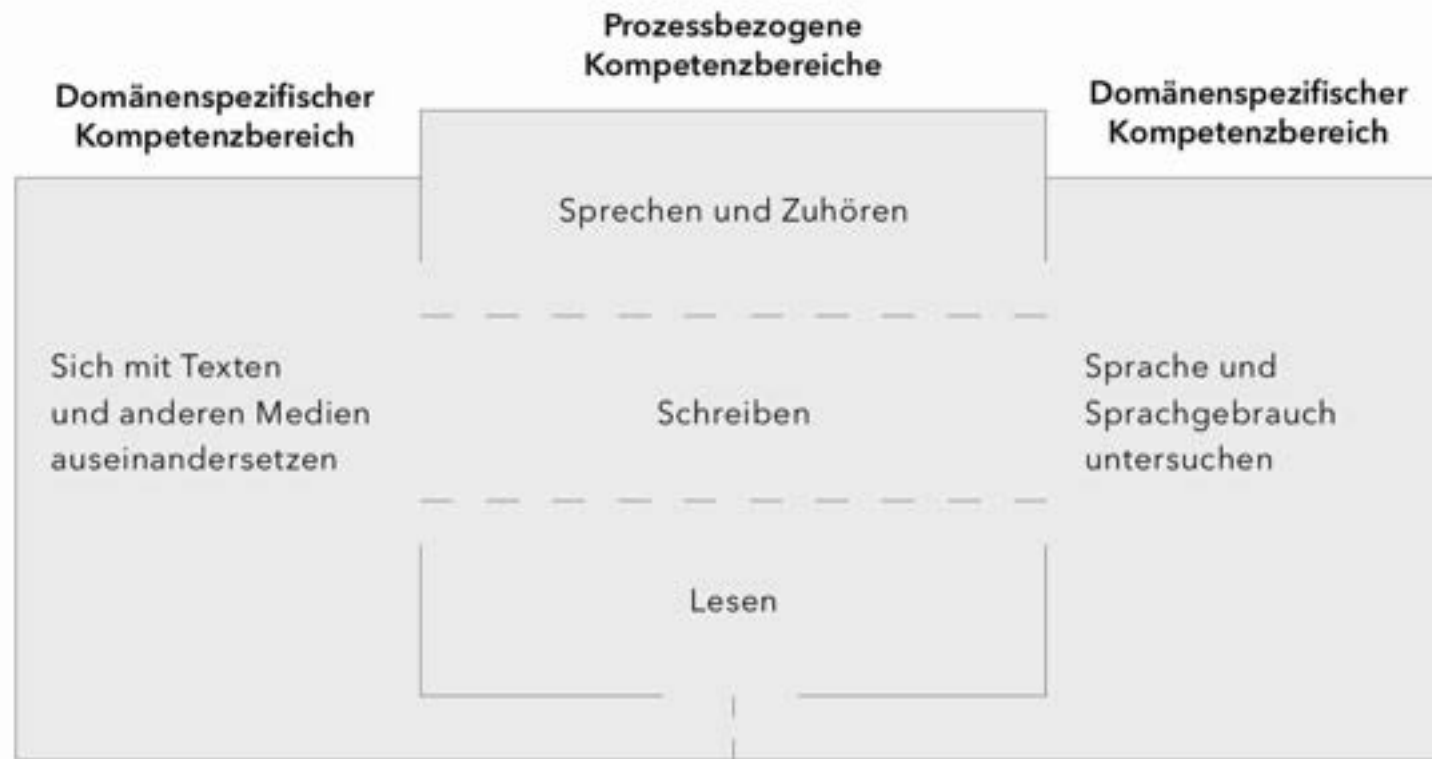 Prozessbezogene
Kompetenzbereiche
Domänenspezifischer
Kompetenzbereich
Domänenspezifischer
Kompetenzbereich
Sprechen und Zuhören
Sich mit Texten
und anderen Medien
auseinandersetzen
Schreiben
Sprache und
Sprachgebrauch
untersuchen
Lesen